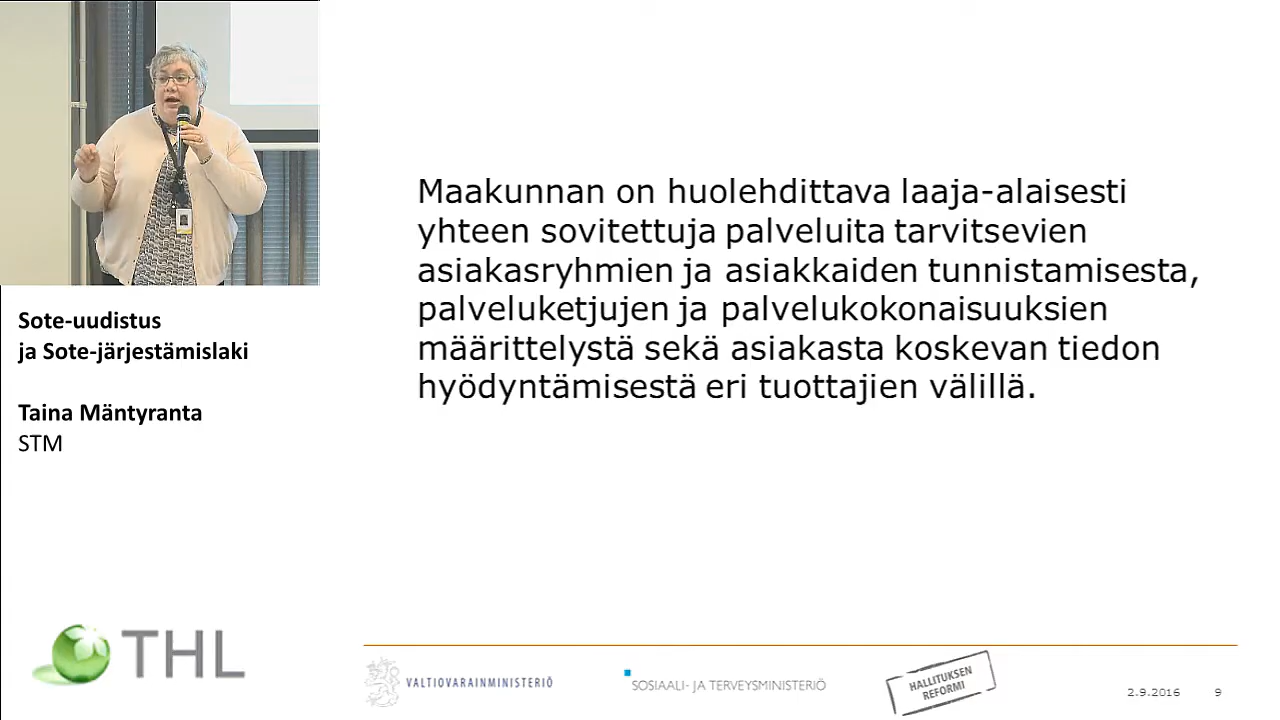 Maakunnan on huolehdittava laaja-alaisesti
yhteen sovitettuja palveluita tarvitsevien
asiakasryhmien ja asiakkaiden tunnistamisesta,
palveluketjujen ja palvelukokonaisuuksien
määrittelystä sekä asiakasta koskevan tiedon
hyödyntämisestä eri tuottajien välillä.
Sote-uudistus
ja Sote-järjestämislaki
Taina Mäntyranta
STM
THL
VALTIOVARAINMINISTERIÖ
SOSIAALI- JA TERVEYSMINISTERIÖ
HALLITUKSEN
REFORMI
2.9.2016
9